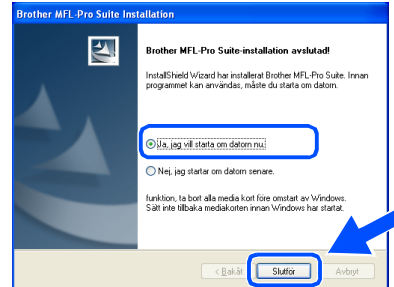 Brother MFL-Pro Suite Installation
Brother MFL-Pro Suite-installation avslutad!
InstallShield Wizard har installerat Brother MFL-Pro Suite. Innan
programmet kan användas, måste du starta om datorn.
Ja, jag vill starta om datorn nu.
Nej, jag startar om datorn senare.
funktion, ta bort alla media kort före omstart av Windows.
Sätt inte tillbaka mediakorten innan Windows har startat.
< Bakåt
Slutför
Avbryt